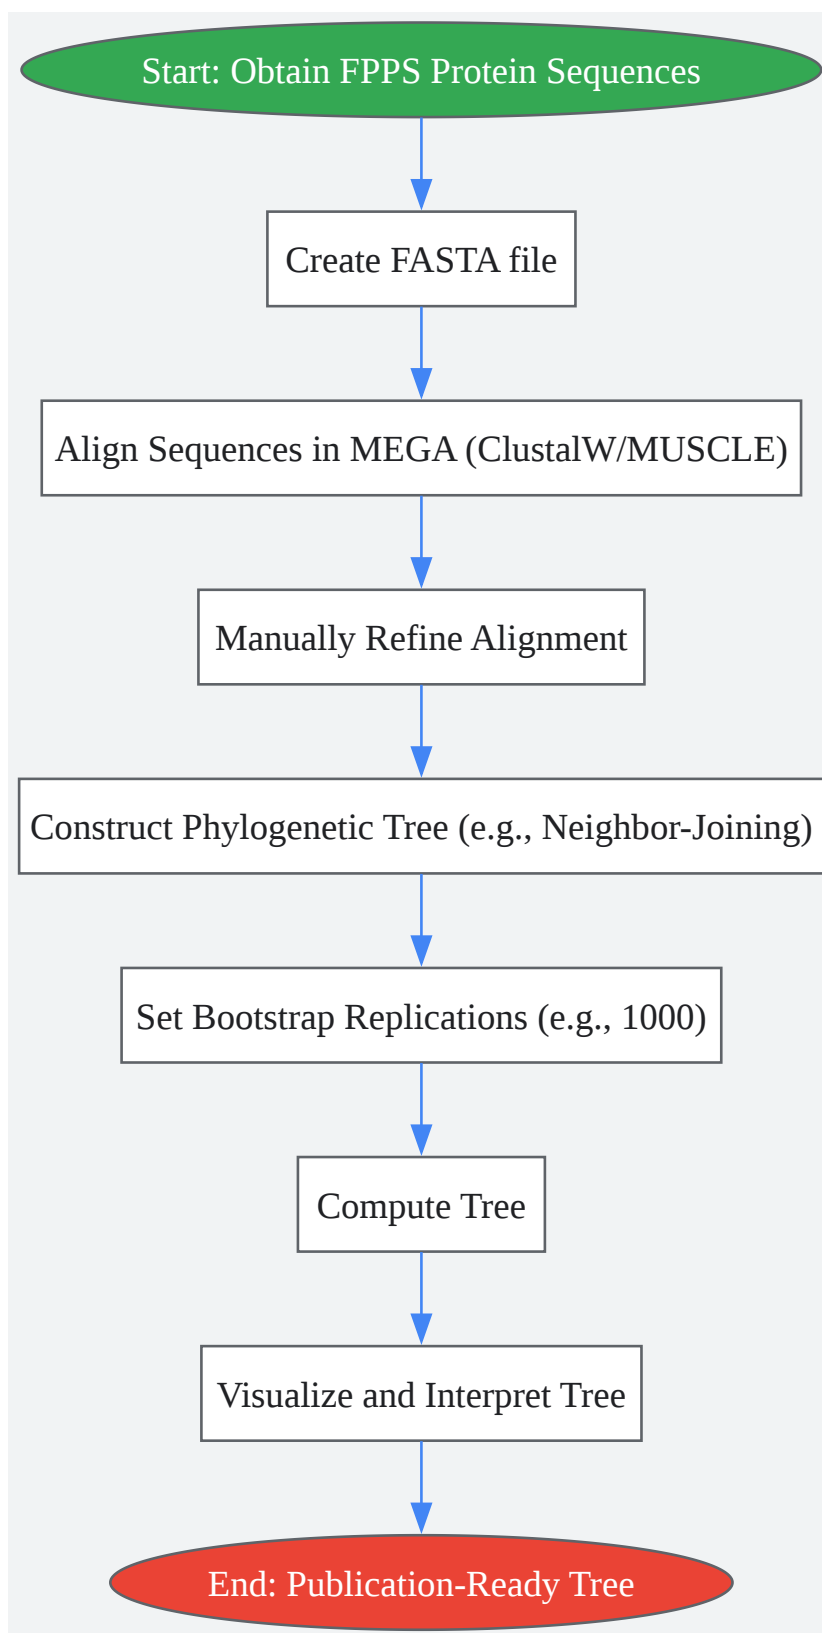 Start: Obtain FPPS Protein Sequences
Create FASTA file
Align Sequences in MEGA (ClustalW/MUSCLE)
Manually Refine Alignment
Construct Phylogenetic Tree (e.g., Neighbor-Joining)
Set Bootstrap Replications (e.g., 1000)
Compute Tree
Visualize and Interpret Tree
End: Publication-Ready Tree